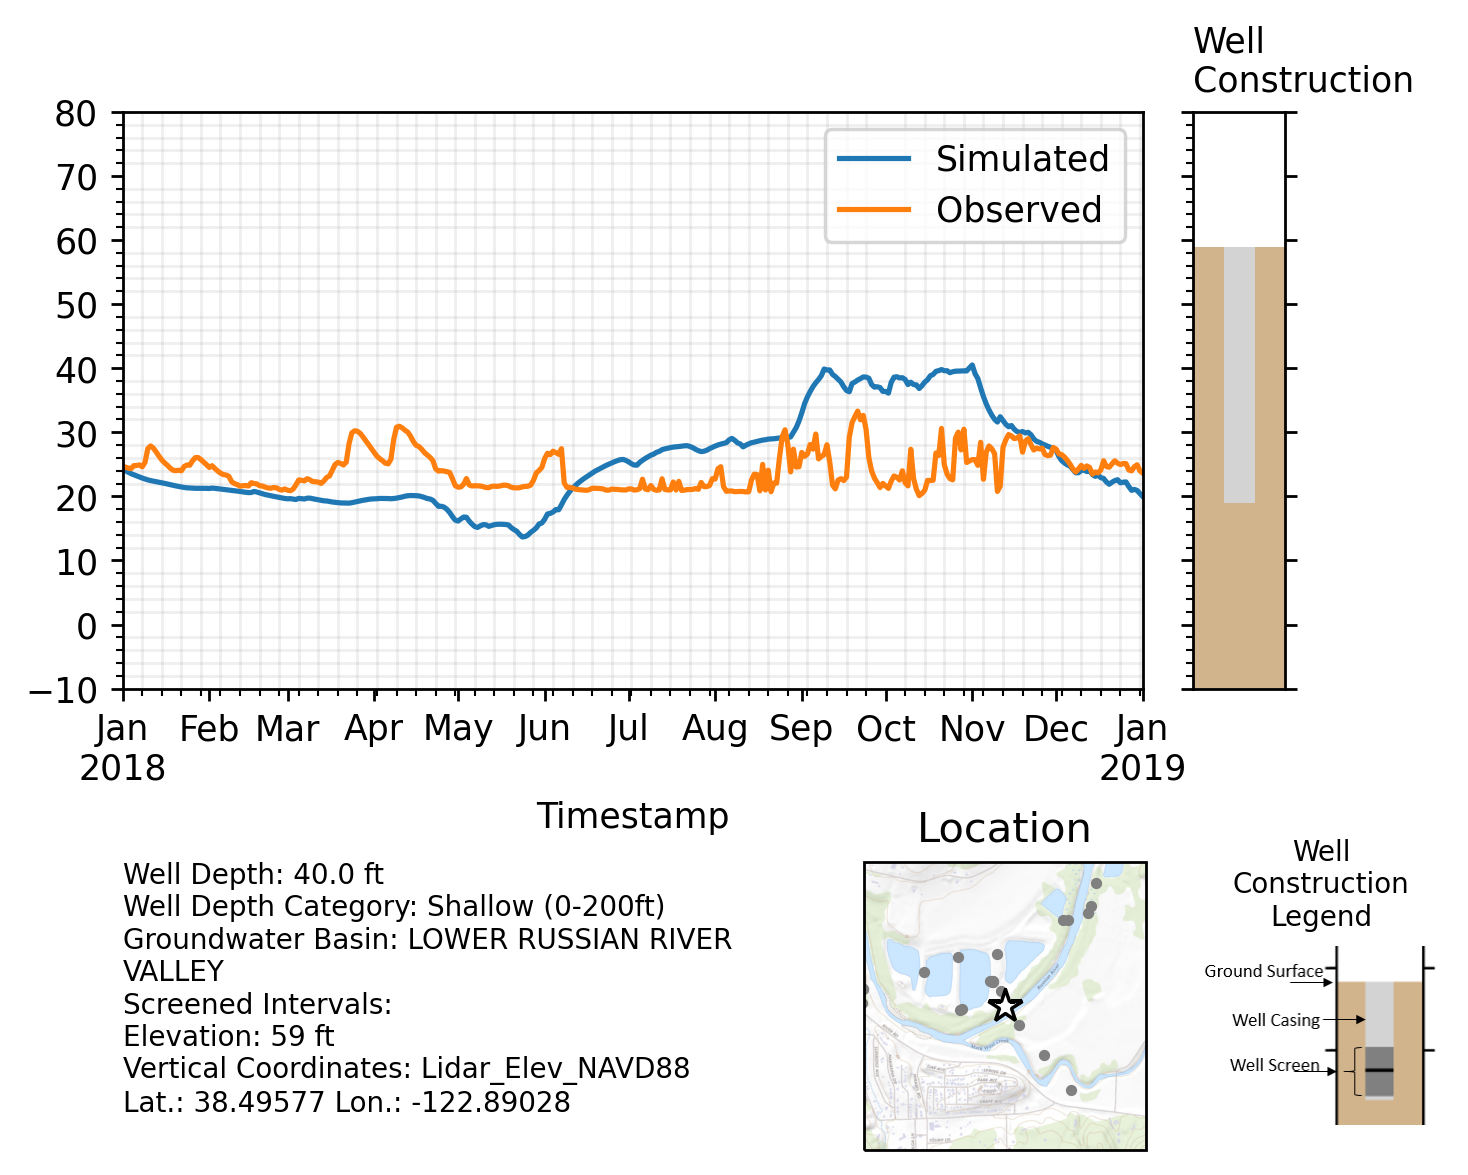 Well
Construction
80
70
60
50
40
30
20
10
0
−10
Simulated
Observed
Jan Feb Mar Apr May Jun Jul Aug Sep Oct Nov Dec Jan
2018 2019
Timestamp
Well Depth: 40.0 ft
Well Depth Category: Shallow (0-200ft)
Groundwater Basin: LOWER RUSSIAN RIVER
VALLEY
Screened Intervals:
Elevation: 59 ft
Vertical Coordinates: Lidar_Elev_NAVD88
Lat.: 38.49577 Lon.: -122.89028
Location
Well
Construction
Legend
Ground Surface
Well Casing
Well Screen